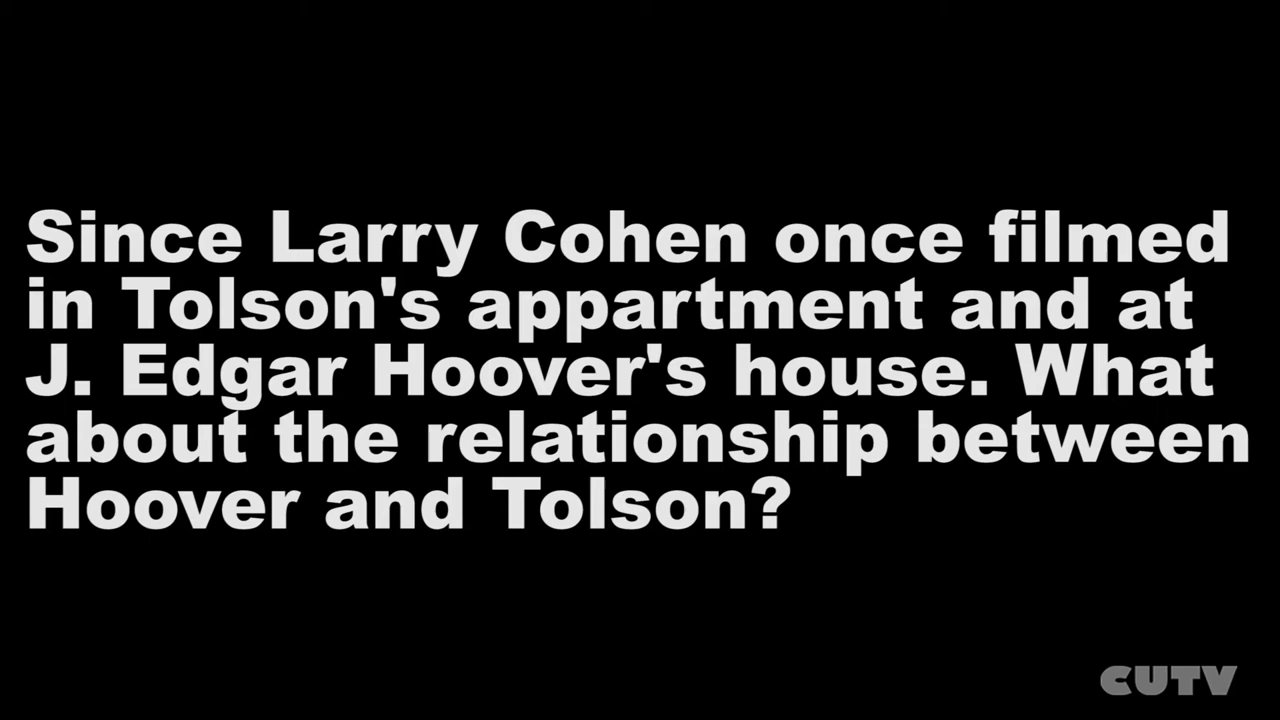 Since Larry Cohen once filmed
in Tolson's appartment and at
J. Edgar Hoover's house. What
about the relationship between
Hoover and Tolson?
CUTV